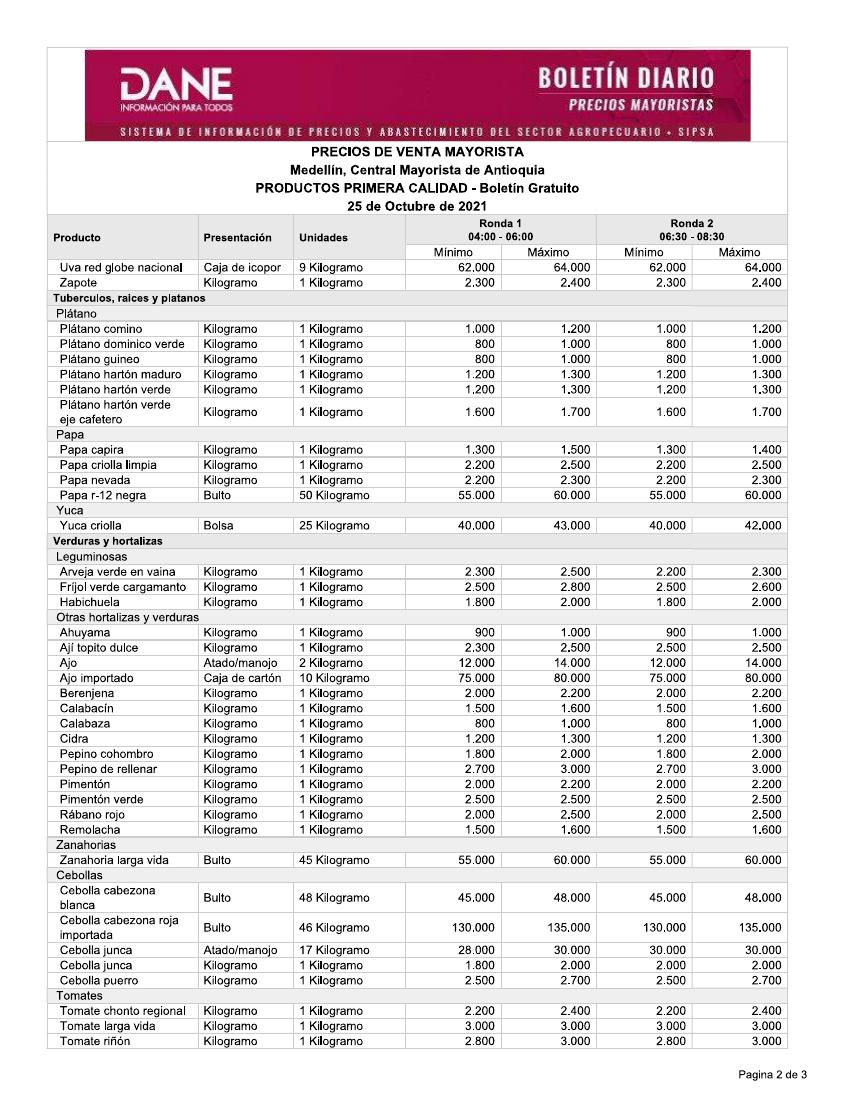 DANE
INFORMACIÓN PARA TODOS
BOLETÍN DIARIO
PRECIOS MAYORISTAS
SISTEMA DE INFORMACIÓN DE PRECIOS Y ABASTECIMIENTO DEL SECTOR AGROPECUARIO • SIPSA
PRECIOS DE VENTA MAYORISTA
Medellín, Central Mayorista de Antioquia
PRODUCTOS PRIMERA CALIDAD - Boletín Gratuito
25 de Octubre de 2021
Producto Presentación Unidades Ronda 1 04:00 - 06:00 Ronda 2 06:30 - 08:30
Mínimo Máximo Mínimo Máximo
Uva red globe nacional Caja de icopor 9 Kilogramo 62.000 64.000 62.000 64.000
Zapote Kilogramo 1 Kilogramo 2.300 2.400 2.300 2.400
Tuberculos, raices y platanos
Plátano
Plátano comino Kilogramo 1 Kilogramo 1.000 1.200 1.000 1.200
Plátano dominico verde Kilogramo 1 Kilogramo 800 1.000 800 1.000
Plátano guineo Kilogramo 1 Kilogramo 800 1.000 800 1.000
Plátano hartón maduro Kilogramo 1 Kilogramo 1.200 1.300 1.200 1.300
Plátano hartón verde Kilogramo 1 Kilogramo 1.200 1.300 1.200 1.300
Plátano hartón verde
eje cafetero Kilogramo 1 Kilogramo 1.600 1.700 1.600 1.700
Papa
Papa capira Kilogramo 1 Kilogramo 1.300 1.500 1.300 1.400
Papa criolla limpia Kilogramo 1 Kilogramo 2.200 2.500 2.200 2.500
Papa nevada Kilogramo 1 Kilogramo 2.200 2.300 2.200 2.300
Papa r-12 negra Bulto 50 Kilogramo 55.000 60.000 55.000 60.000
Yuca
Yuca criolla Bolsa 25 Kilogramo 40.000 43.000 40.000 42.000
Verduras y hortalizas
Leguminosas
Arveja verde en vaina Kilogramo 1 Kilogramo 2.300 2.500 2.200 2.300
Fríjol verde cargamanto Kilogramo 1 Kilogramo 2.500 2.800 2.500 2.600
Habichuela Kilogramo 1 Kilogramo 1.800 2.000 1.800 2.000
Otras hortalizas y verduras
Ahuyama Kilogramo 1 Kilogramo 900 1.000 900 1.000
Ají topito dulce Kilogramo 1 Kilogramo 2.300 2.500 2.500 2.500
Ajo Atado/manojo 2 Kilogramo 12.000 14.000 12.000 14.000
Ajo importado Caja de cartón 10 Kilogramo 75.000 80.000 75.000 80.000
Berenjena Kilogramo 1 Kilogramo 2.000 2.200 2.000 2.200
Calabacín Kilogramo 1 Kilogramo 1.500 1.600 1.500 1.600
Calabaza Kilogramo 1 Kilogramo 800 1.000 800 1.000
Cidra Kilogramo 1 Kilogramo 1.200 1.300 1.200 1.300
Pepino cohombro Kilogramo 1 Kilogramo 1.800 2.000 1.800 2.000
Pepino de rellenar Kilogramo 1 Kilogramo 2.700 3.000 2.700 3.000
Pimentón Kilogramo 1 Kilogramo 2.000 2.200 2.000 2.200
Pimentón verde Kilogramo 1 Kilogramo 2.500 2.500 2.500 2.500
Rábano rojo Kilogramo 1 Kilogramo 2.000 2.500 2.000 2.500
Remolacha Kilogramo 1 Kilogramo 1.500 1.600 1.500 1.600
Zanahorias
Zanahoria larga vida Bulto 45 Kilogramo 55.000 60.000 55.000 60.000
Cebollas
Cebolla cabezona
blanca Bulto 48 Kilogramo 45.000 48.000 45.000 48.000
Cebolla cabezona roja
importada Bulto 46 Kilogramo 130.000 135.000 130.000 135.000
Cebolla junca Atado/manojo 17 Kilogramo 28.000 30.000 30.000 30.000
Cebolla junca Kilogramo 1 Kilogramo 1.800 2.000 2.000 2.000
Cebolla puerro Kilogramo 1 Kilogramo 2.500 2.700 2.500 2.700
Tomates
Tomate chonto regional Kilogramo 1 Kilogramo 2.200 2.400 2.200 2.400
Tomate larga vida Kilogramo 1 Kilogramo 3.000 3.000 3.000 3.000
Tomate riñón Kilogramo 1 Kilogramo 2.800 3.000 2.800 3.000
Pagina 2 de 3